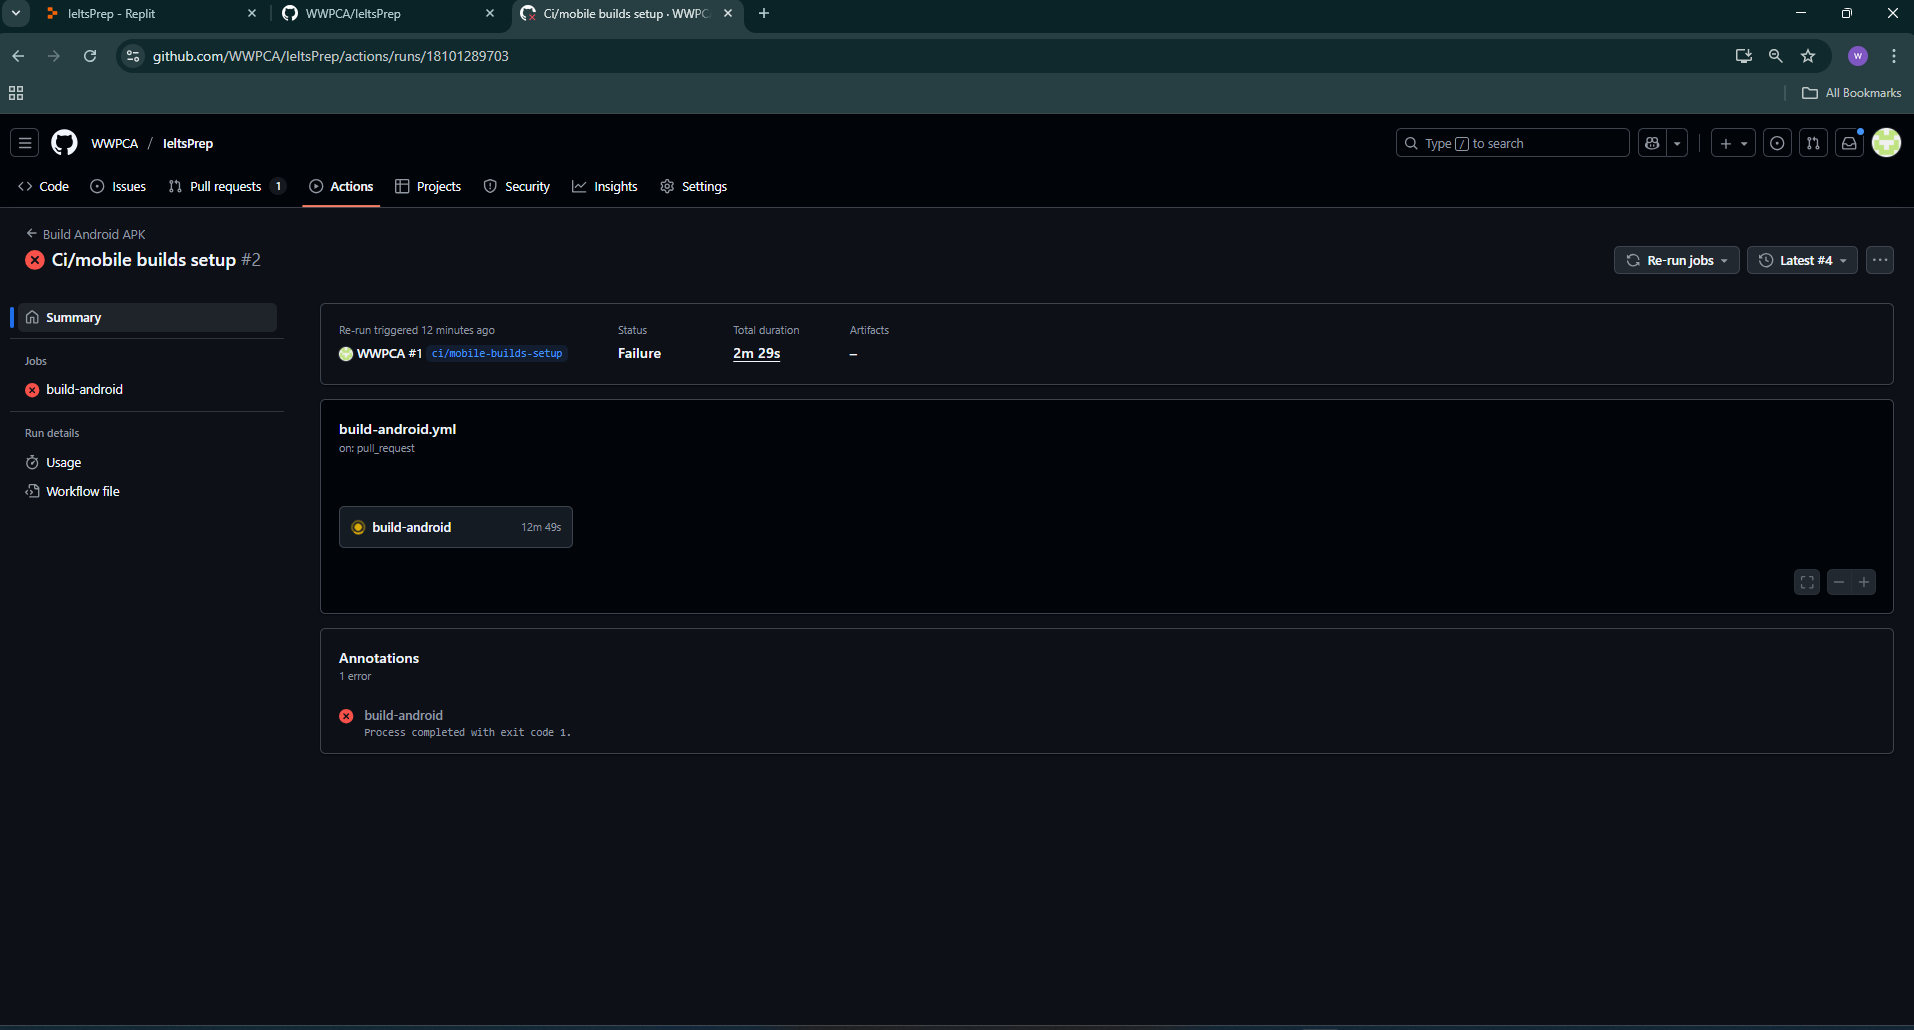 IeltsPrep - Replit
WWPCA/IeltsPrep
Ci/mobile builds setup · WWPC
github.com/WWPCA/IeltsPrep/actions/runs/18101289703
W
All Bookmarks
WWPCA / IeltsPrep
Type / to search
Code
Issues
Pull requests 1
Actions
Projects
Security
Insights
Settings
Build Android APK
Ci/mobile builds setup #2
Re-run jobs
Latest #4
Summary
Jobs
build-android
Run details
Usage
Workflow file
Re-run triggered 12 minutes ago
WWPCA #1 ci/mobile-builds-setup
Status
Failure
Total duration
2m 29s
Artifacts
–
build-android.yml
on: pull_request
build-android 12m 49s
Annotations
1 error
build-android
Process completed with exit code 1.